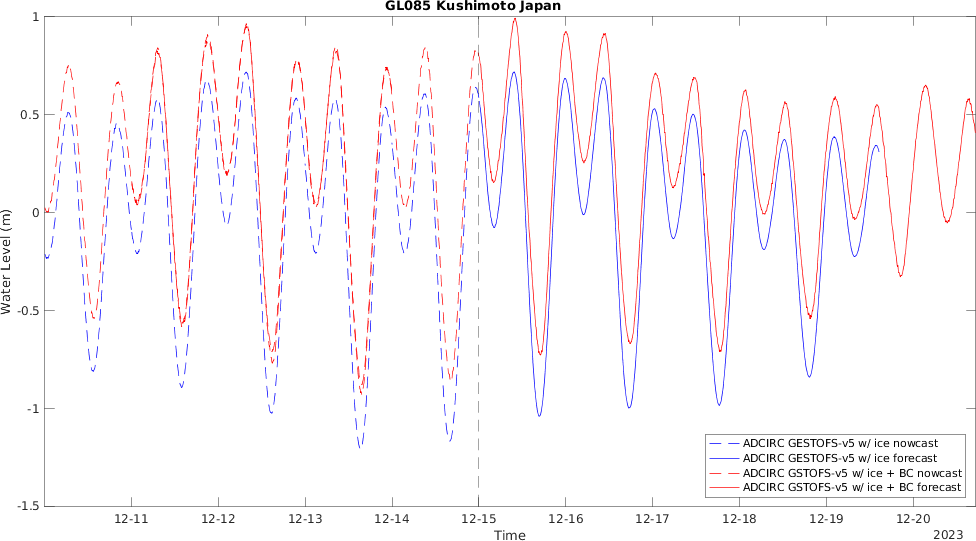 GL085 Kushimoto Japan
1
0.5
0
-0.5
-1
-1.5
Water Level (m)
12-11
12-12
12-13
12-14
12-15
12-16
12-17
12-18
12-19
12-20
Time
2023
ADCIRC GESTOFS-v5 w/ ice nowcast
ADCIRC GESTOFS-v5 w/ ice forecast
ADCIRC GSTOFS-v5 w/ ice + BC nowcast
ADCIRC GSTOFS-v5 w/ ice + BC forecast